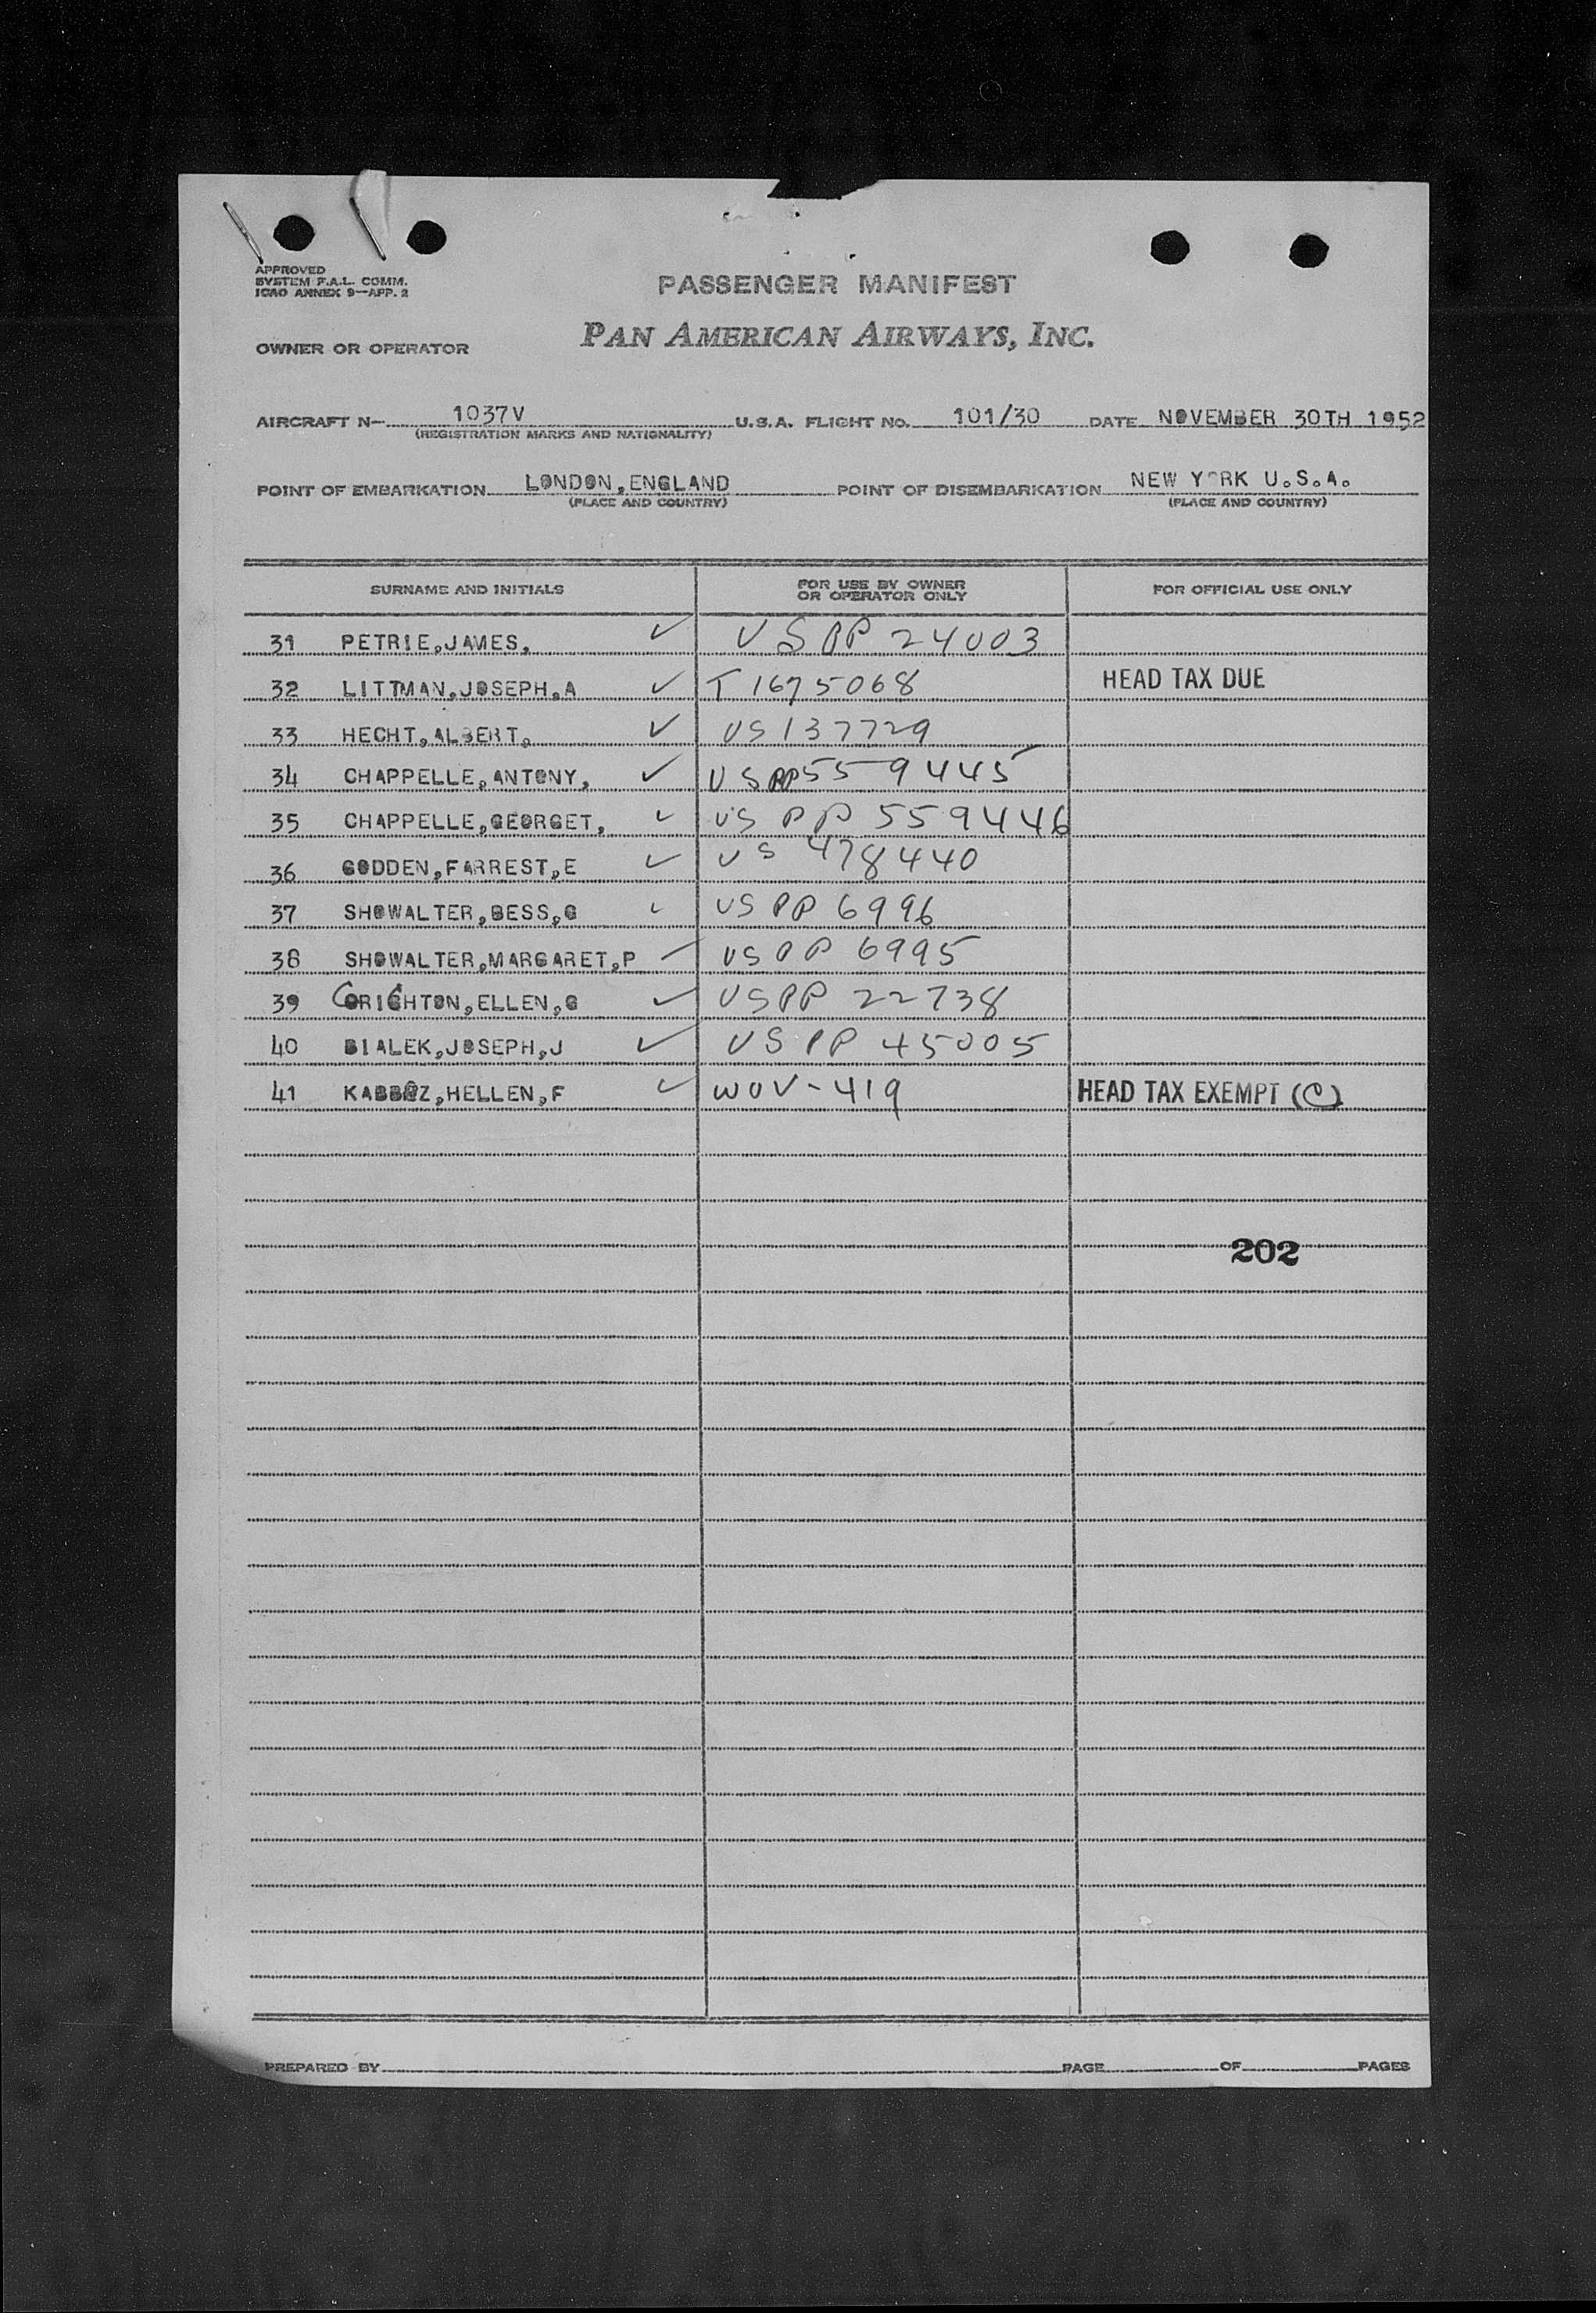 APPROVED
SYSTEM F.A.L. COMM.
ICAO ANNEX 9—APP. 2
PASSENGER MANIFEST
OWNER OR OPERATOR PAN AMERICAN AIRWAYS, INC.
AIRCRAFT N- 1037V U.S.A. FLIGHT NO. 101/30 DATE NOVEMBER 30TH 1952
(REGISTRATION MARKS AND NATIONALITY)
POINT OF EMBARKATION LONDON, ENGLAND POINT OF DISEMBARKATION NEW YORK U.S.A.
(PLACE AND COUNTRY) (PLACE AND COUNTRY)
SURNAME AND INITIALS FOR USE BY OWNER OR OPERATOR ONLY FOR OFFICIAL USE ONLY
31 PETRIE,JAMES, ✓ US PP 24003
32 LITTMAN,JOSEPH,A ✓ T 1675068 HEAD TAX DUE
33 HECHT,ALBERT, ✓ US 137729
34 CHAPPELLE,ANTONY, ✓ US PP 559445
35 CHAPPELLE,GEORGET, ✓ US PP 559446
36 GODDEN,FARREST,E ✓ US 478440
37 SHOWALTER,BESS,G ✓ US PP 6996
38 SHOWALTER,MARGARET,P ✓ US PP 6995
39 CRICHTON,ELLEN,G ✓ US PP 22738
40 BIALEK,JOSEPH,J ✓ US PP 45005
41 KABBAZ,HELLEN,F ✓ WOV-419 HEAD TAX EXEMPT (C)
202
PREPARED BY PAGE OF PAGES